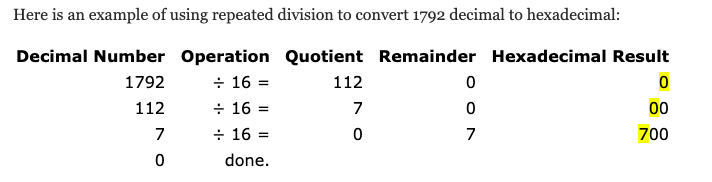 Here is an example of using repeated division to convert 1792 decimal to hexadecimal:
Decimal Number Operation Quotient Remainder Hexadecimal Result
1792 ÷ 16 = 112 0 0
112 ÷ 16 = 7 0 00
7 ÷ 16 = 0 7 700
0 done.